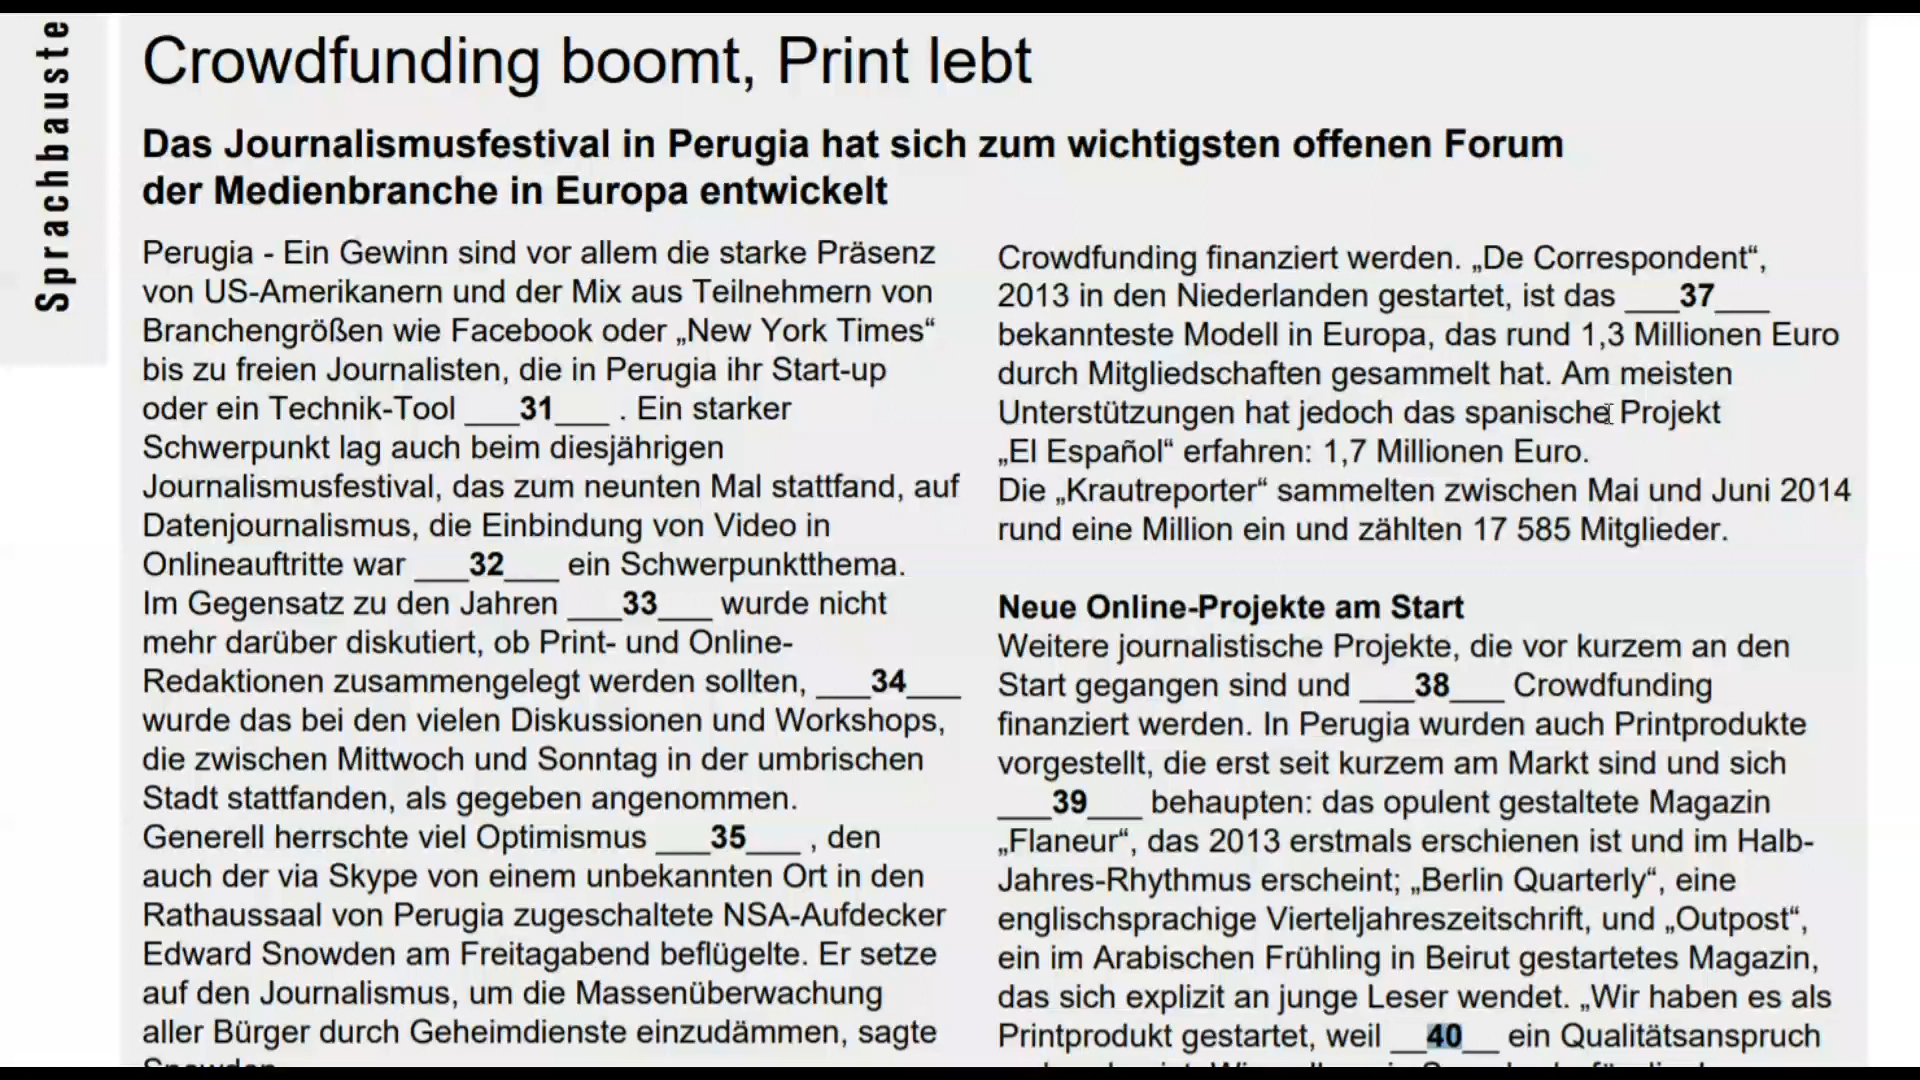 Sprachbauste
Crowdfunding boomt, Print lebt
Das Journalismusfestival in Perugia hat sich zum wichtigsten offenen Forum
der Medienbranche in Europa entwickelt
Perugia - Ein Gewinn sind vor allem die starke Präsenz
von US-Amerikanern und der Mix aus Teilnehmern von
Branchengrößen wie Facebook oder „New York Times“
bis zu freien Journalisten, die in Perugia ihr Start-up
oder ein Technik-Tool ___31___ . Ein starker
Schwerpunkt lag auch beim diesjährigen
Journalismusfestival, das zum neunten Mal stattfand, auf
Datenjournalismus, die Einbindung von Video in
Onlineauftritte war ___32___ ein Schwerpunktthema.
Im Gegensatz zu den Jahren ___33___ wurde nicht
mehr darüber diskutiert, ob Print- und Online-
Redaktionen zusammengelegt werden sollten, ___34___
wurde das bei den vielen Diskussionen und Workshops,
die zwischen Mittwoch und Sonntag in der umbrischen
Stadt stattfanden, als gegeben angenommen.
Generell herrschte viel Optimismus ___35___ , den
auch der via Skype von einem unbekannten Ort in den
Rathaussaal von Perugia zugeschaltete NSA-Aufdecker
Edward Snowden am Freitagabend beflügelte. Er setze
auf den Journalismus, um die Massenüberwachung
aller Bürger durch Geheimdienste einzudämmen, sagte
Crowdfunding finanziert werden. „De Correspondent“,
2013 in den Niederlanden gestartet, ist das ___37___
bekannteste Modell in Europa, das rund 1,3 Millionen Euro
durch Mitgliedschaften gesammelt hat. Am meisten
Unterstützungen hat jedoch das spanische Projekt
„El Español“ erfahren: 1,7 Millionen Euro.
Die „Krautreporter“ sammelten zwischen Mai und Juni 2014
rund eine Million ein und zählten 17 585 Mitglieder.
Neue Online-Projekte am Start
Weitere journalistische Projekte, die vor kurzem an den
Start gegangen sind und ___38___ Crowdfunding
finanziert werden. In Perugia wurden auch Printprodukte
vorgestellt, die erst seit kurzem am Markt sind und sich
___39___ behaupten: das opulent gestaltete Magazin
„Flaneur“, das 2013 erstmals erschienen ist und im Halb-
Jahres-Rhythmus erscheint; „Berlin Quarterly“, eine
englischsprachige Vierteljahreszeitschrift, und „Outpost“,
ein im Arabischen Frühling in Beirut gestartetes Magazin,
das sich explizit an junge Leser wendet. „Wir haben es als
Printprodukt gestartet, weil __40__ ein Qualitätsanspruch